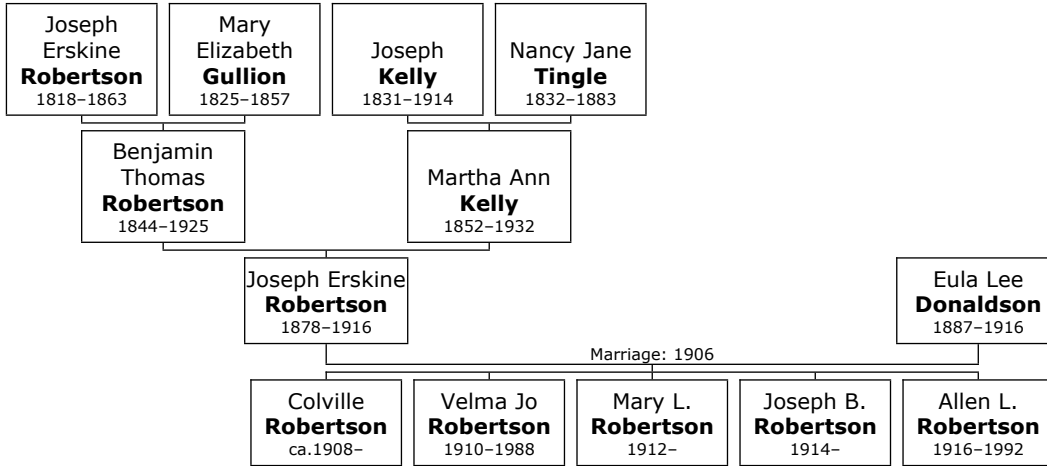 Joseph
Erskine
Robertson
1818–1863
Mary
Elizabeth
Gullion
1825–1857
Joseph
Kelly
1831–1914
Nancy Jane
Tingle
1832–1883
Benjamin
Thomas
Robertson
1844–1925
Martha Ann
Kelly
1852–1932
Joseph Erskine
Robertson
1878–1916
Eula Lee
Donaldson
1887–1916
Marriage: 1906
Colville
Robertson
ca.1908–
Velma Jo
Robertson
1910–1988
Mary L.
Robertson
1912–
Joseph B.
Robertson
1914–
Allen L.
Robertson
1916–1992